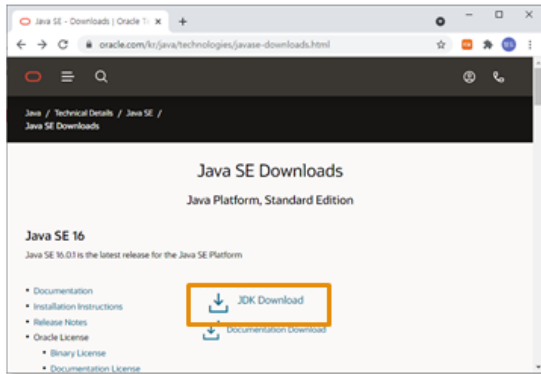 Java SE - Downloads | Oracle Te
oracle.com/kr/java/technologies/javase-downloads.html
Java / Technical Details / Java SE /
Java SE Downloads
Java SE Downloads
Java Platform, Standard Edition
Java SE 16
Java SE 16.0.1 is the latest release for the Java SE Platform
• Documentation
• Installation Instructions
• Release Notes
• Oracle License
• Binary License
• Documentation License
JDK Download
Documentation Download